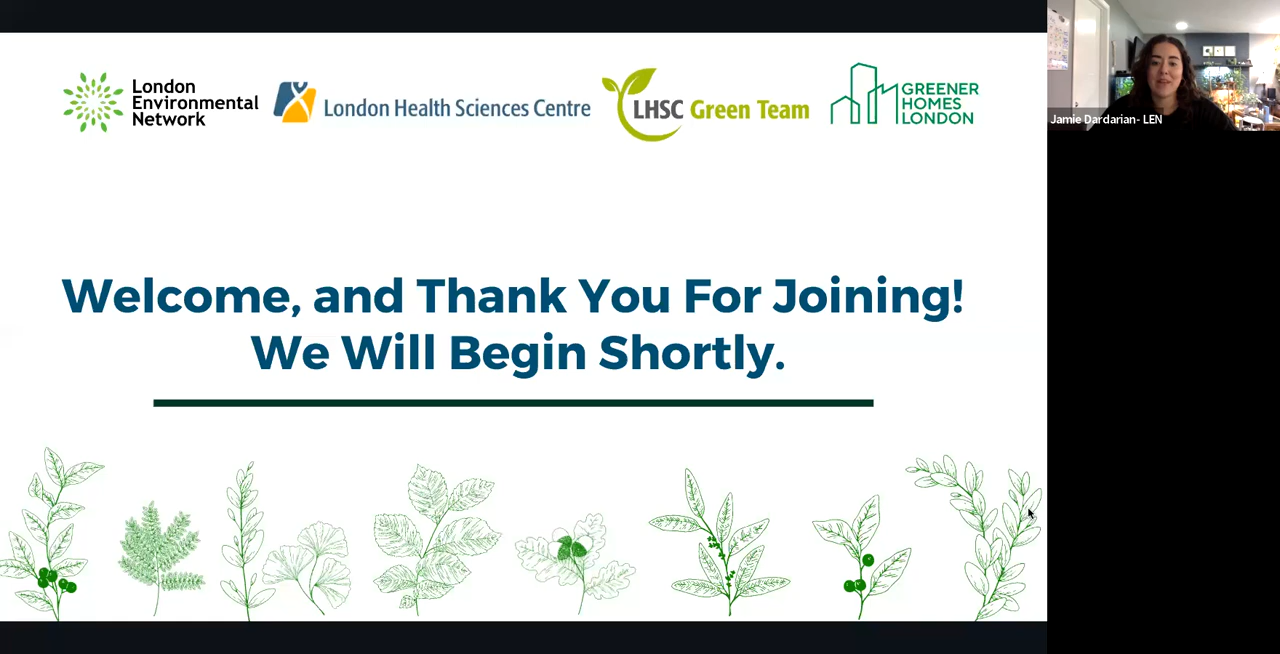 London
Environmental
Network
London Health Sciences Centre
LHSC Green Team
GREENER
HOMES
LONDON
Jamie Dardarian- LEN
Welcome, and Thank You For Joining!
We Will Begin Shortly.